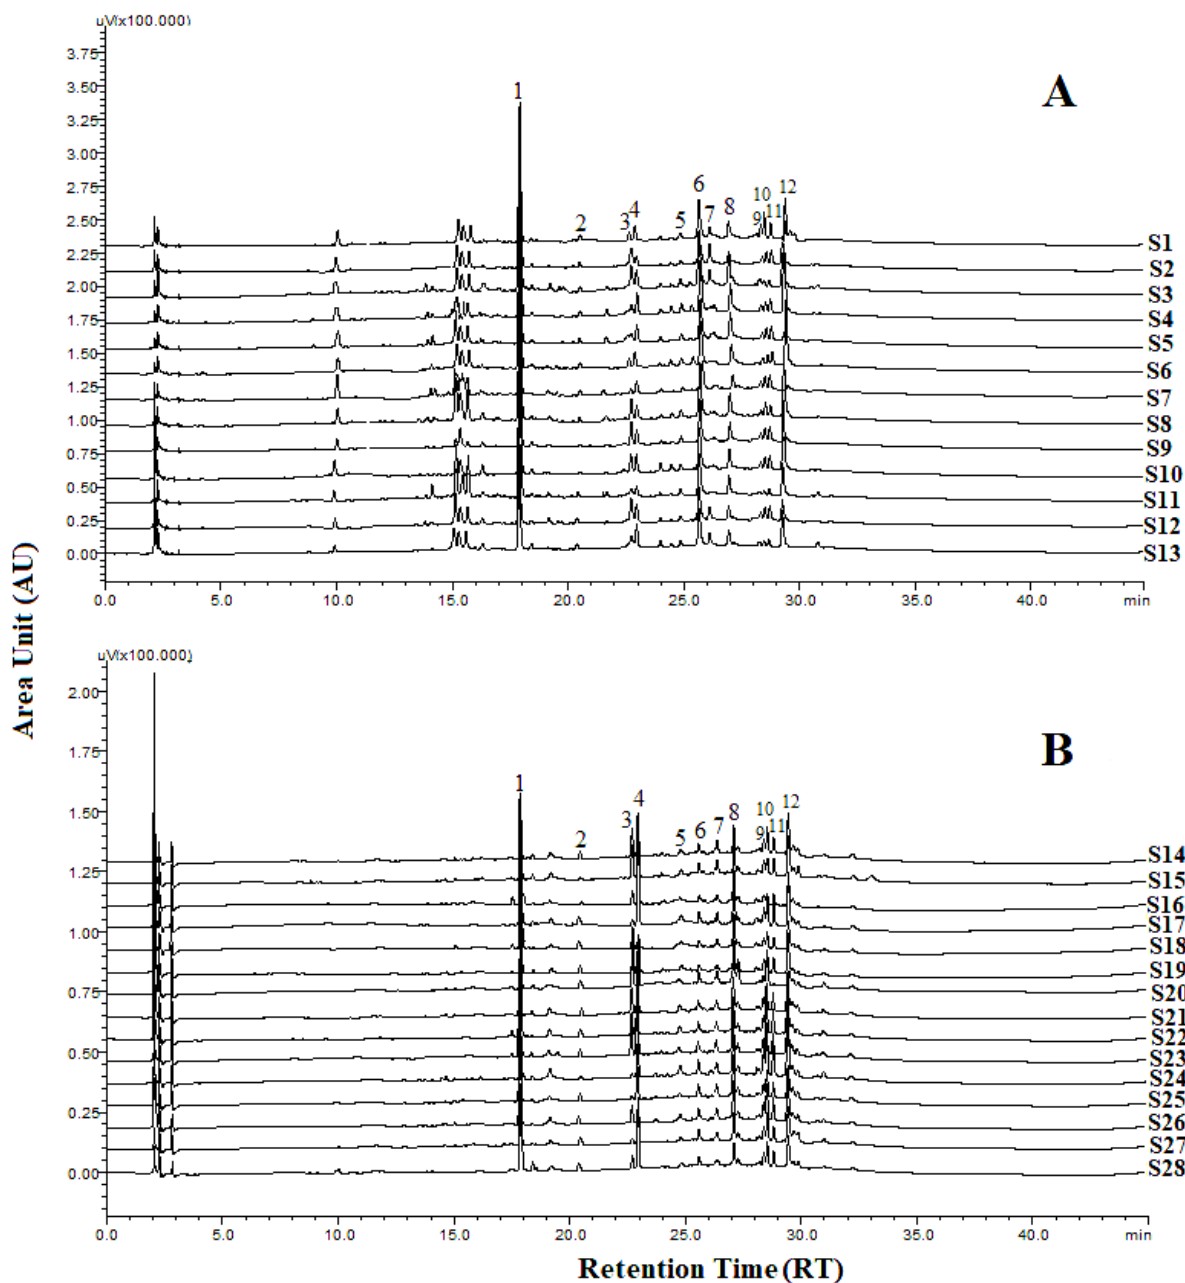 uV(x100,000)
A
3.75
3.50
1
3.25
3.00
2.75
6
10 12
2.50
2 3 4 5 7 8 9 11
S1
2.25
S2
2.00
S3
1.75
S4
S5
1.50
S6
1.25
S7
1.00
S8
S9
0.75
S10
0.50
S11
0.25
S12
0.00
S13
0.0 5.0 10.0 15.0 20.0 25.0 30.0 35.0 40.0 min
Area Unit (AU)
uV(x100,000)
2.00
B
1.75
1 4
1.50
12
10
8
3 7 11
2 5 6 9
S14
1.25
S15
S16
1.00
S17
S18
S19
0.75
S20
S21
S22
0.50
S23
S24
0.25
S25
S26
S27
0.00
S28
0.0 5.0 10.0 15.0 20.0 25.0 30.0 35.0 40.0 min
Retention Time (RT)